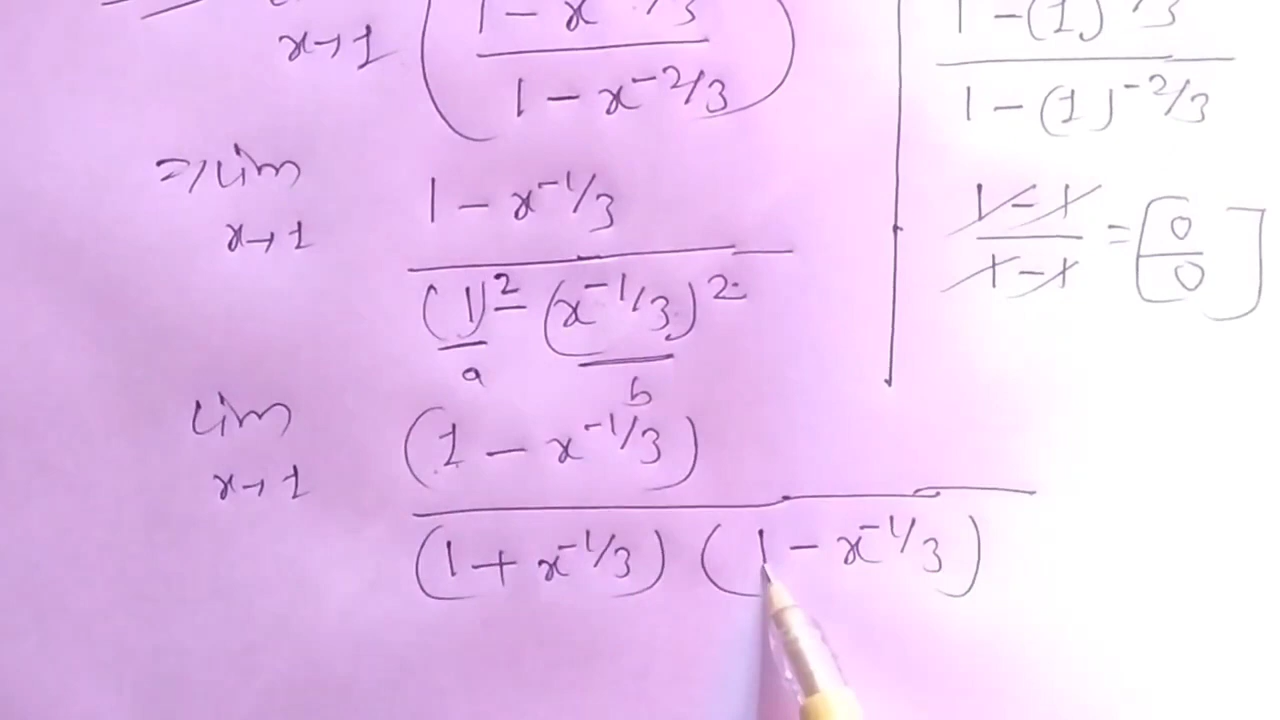 1 - x^-1/3
x→1
1 - x^-2/3
=> lim
x→1
1 - x^-1/3
(1)^2 - (x^-1/3)^2
a b
lim
x→1
(1 - x^-1/3)
(1 + x^-1/3) (1 - x^-1/3)
1 - (1)^-1/3
1 - (1)^-2/3
1 - 1
1 - 1
= [0/0]